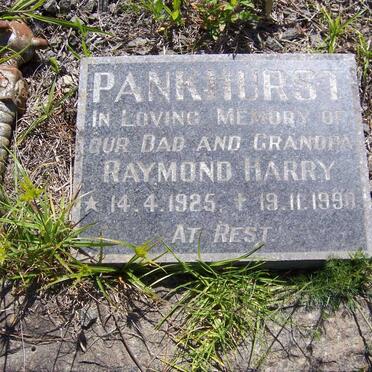 PANKHURST
IN LOVING MEMORY OF
OUR DAD AND GRANDPA
RAYMOND HARRY
* 14.4.1925. † 19.11.1990
AT REST